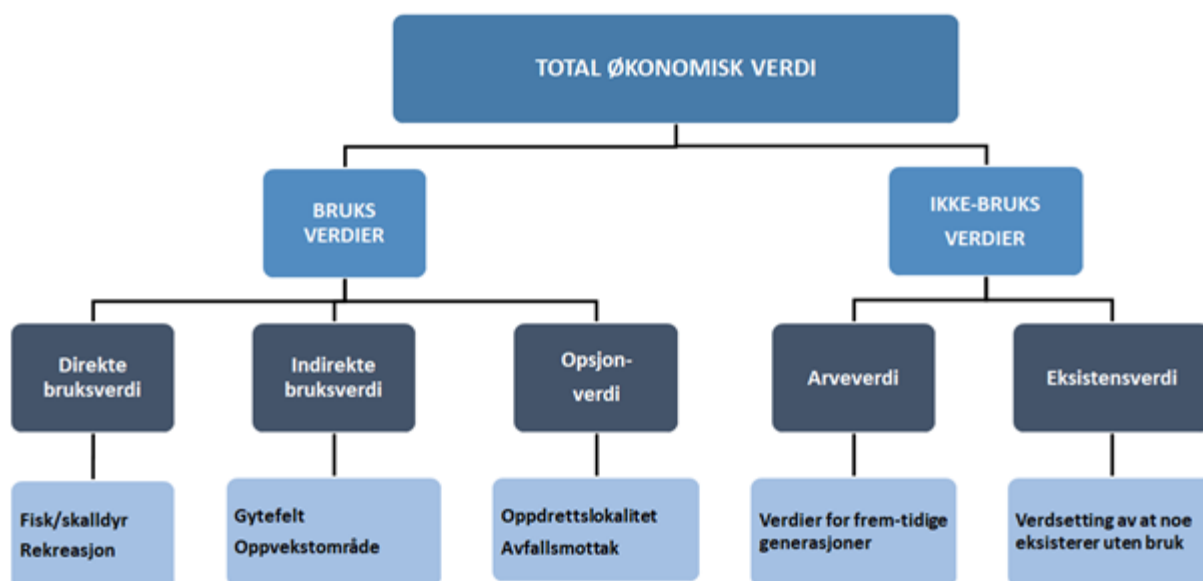 TOTAL ØKONOMISK VERDI
BRUKS
VERDIER
IKKE-BRUKS
VERDIER
Direkte
bruksverdi
Indirekte
bruksverdi
Opsjon-
verdi
Arveverdi
Eksistensverdi
Fisk/skalldyr
Rekreasjon
Gytefelt
Oppvekstområde
Oppdrettslokalitet
Avfallsmottak
Verdier for frem-tidige
generasjoner
Verdsetting av at noe
eksisterer uten bruk